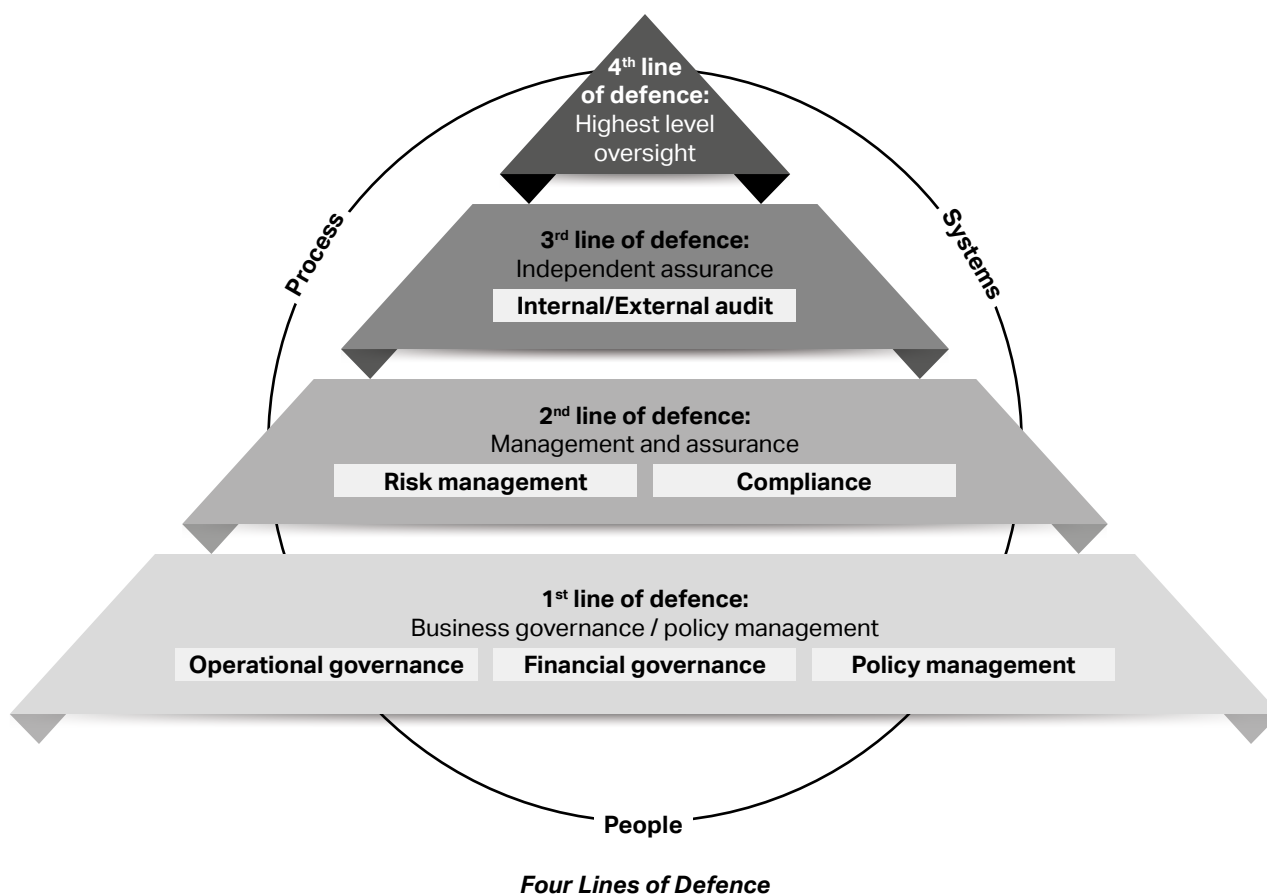 4th line
of defence:
Highest level
oversight
Process
Systems
3rd line of defence:
Independent assurance
Internal/External audit
2nd line of defence:
Management and assurance
Risk management
Compliance
1st line of defence:
Business governance / policy management
Operational governance
Financial governance
Policy management
People
Four Lines of Defence